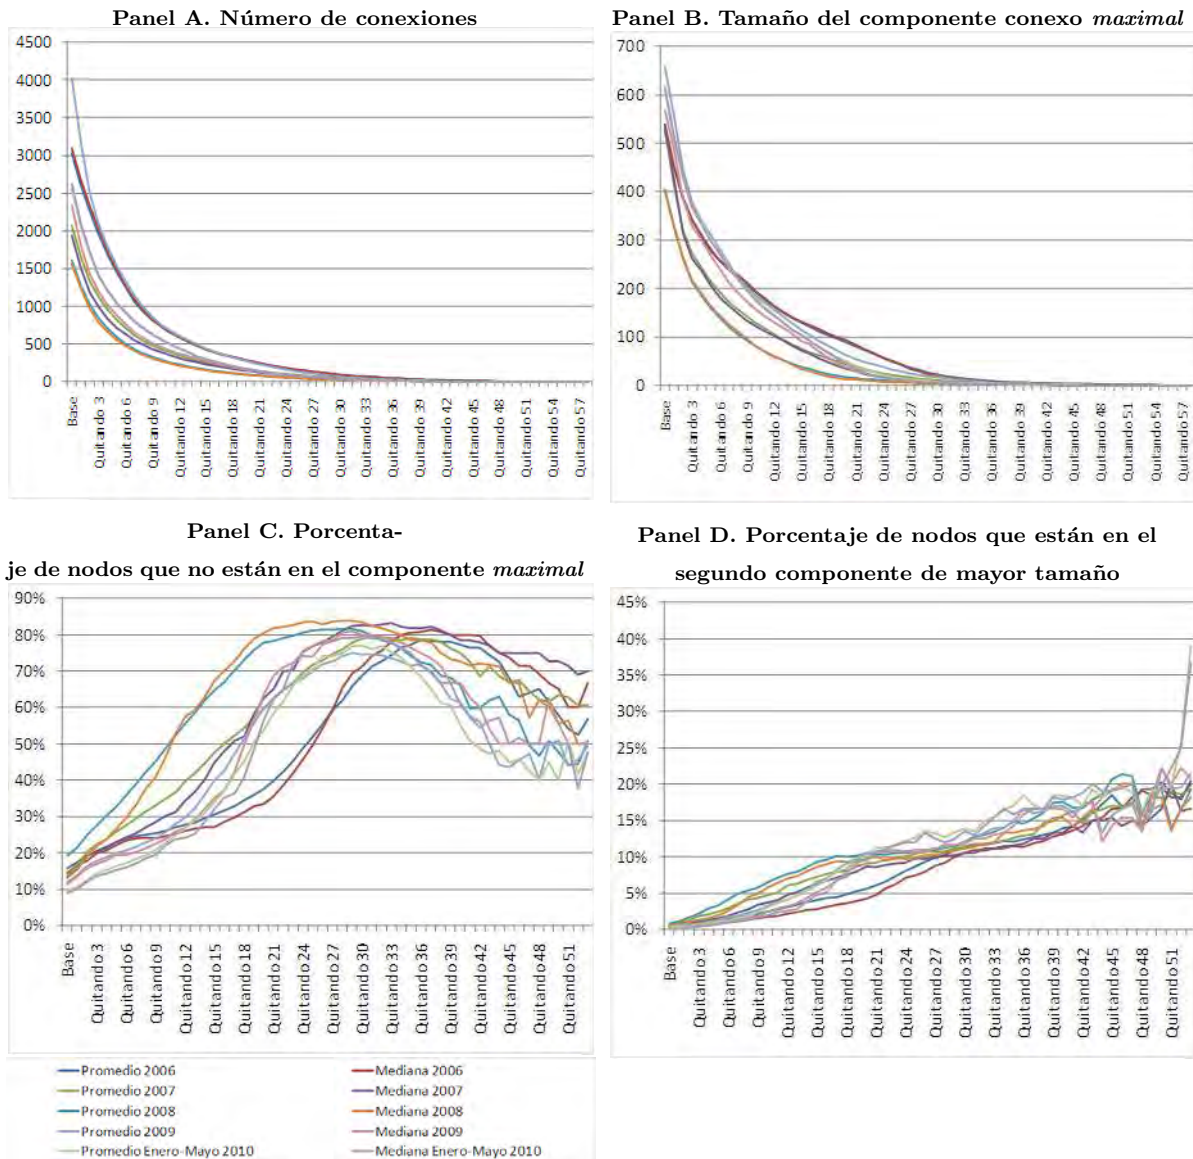 Panel A. Número de conexiones
4500
4000
3500
3000
2500
2000
1500
1000
500
0
Base
Quitando 3
Quitando 6
Quitando 9
Quitando 12
Quitando 15
Quitando 18
Quitando 21
Quitando 24
Quitando 27
Quitando 30
Quitando 33
Quitando 36
Quitando 39
Quitando 42
Quitando 45
Quitando 48
Quitando 51
Quitando 54
Quitando 57
Panel B. Tamaño del componente conexo maximal
700
600
500
400
300
200
100
0
Base
Quitando 3
Quitando 6
Quitando 9
Quitando 12
Quitando 15
Quitando 18
Quitando 21
Quitando 24
Quitando 27
Quitando 30
Quitando 33
Quitando 36
Quitando 39
Quitando 42
Quitando 45
Quitando 48
Quitando 51
Quitando 54
Quitando 57
Panel C. Porcenta-
je de nodos que no están en el componente maximal
90%
80%
70%
60%
50%
40%
30%
20%
10%
0%
Base
Quitando 3
Quitando 6
Quitando 9
Quitando 12
Quitando 15
Quitando 18
Quitando 21
Quitando 24
Quitando 27
Quitando 30
Quitando 33
Quitando 36
Quitando 39
Quitando 42
Quitando 45
Quitando 48
Quitando 51
Panel D. Porcentaje de nodos que están en el
segundo componente de mayor tamaño
45%
40%
35%
30%
25%
20%
15%
10%
5%
0%
Base
Quitando 3
Quitando 6
Quitando 9
Quitando 12
Quitando 15
Quitando 18
Quitando 21
Quitando 24
Quitando 27
Quitando 30
Quitando 33
Quitando 36
Quitando 39
Quitando 42
Quitando 45
Quitando 48
Quitando 51
Promedio 2006
Mediana 2006
Promedio 2007
Mediana 2007
Promedio 2008
Mediana 2008
Promedio 2009
Mediana 2009
Promedio Enero-Mayo 2010
Mediana Enero-Mayo 2010